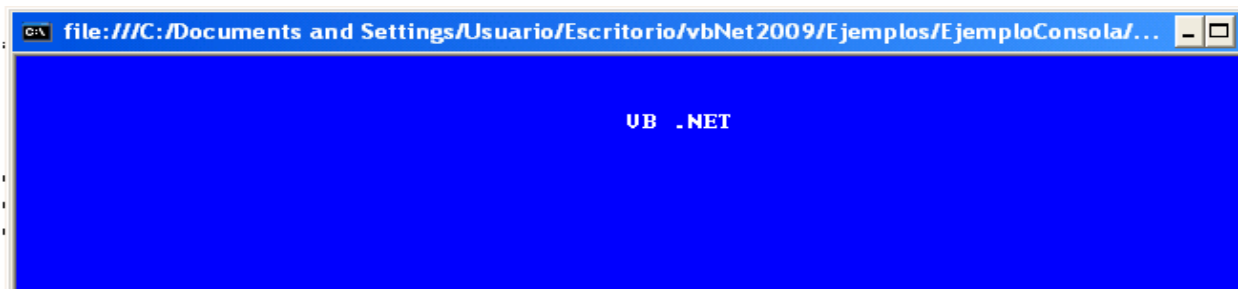 file:///C:/Documents and Settings/Usuario/Escritorio/vbNet2009/Ejemplos/EjemploConsola/...
VB .NET